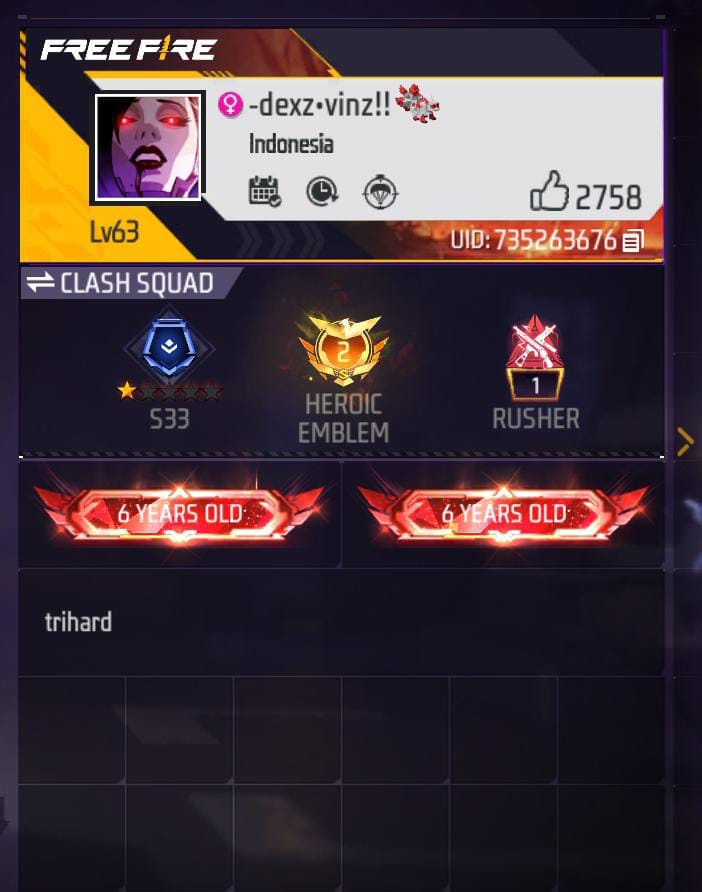 FREE FIRE
-dexz•vinz!!
Indonesia
2758
Lv63
UID: 735263676
CLASH SQUAD
2
1
S33
HEROIC
EMBLEM
RUSHER
6 YEARS OLD
6 YEARS OLD
trihard